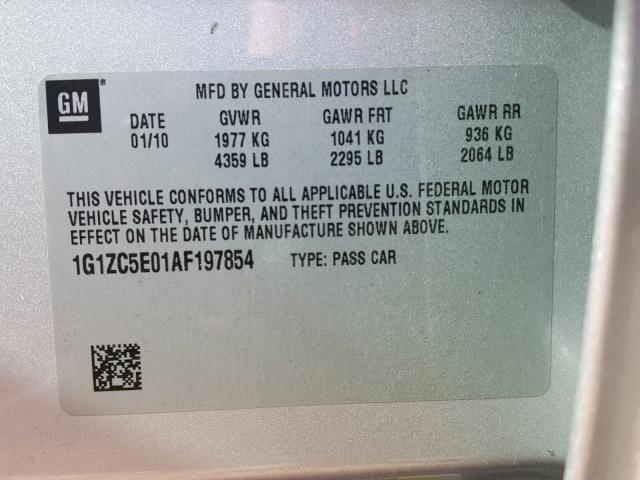 GM®
MFD BY GENERAL MOTORS LLC
DATE GVWR GAWR FRT GAWR RR
01/10 1977 KG 1041 KG 936 KG
4359 LB 2295 LB 2064 LB
THIS VEHICLE CONFORMS TO ALL APPLICABLE U.S. FEDERAL MOTOR
VEHICLE SAFETY, BUMPER, AND THEFT PREVENTION STANDARDS IN
EFFECT ON THE DATE OF MANUFACTURE SHOWN ABOVE.
1G1ZC5E01AF197854 TYPE: PASS CAR